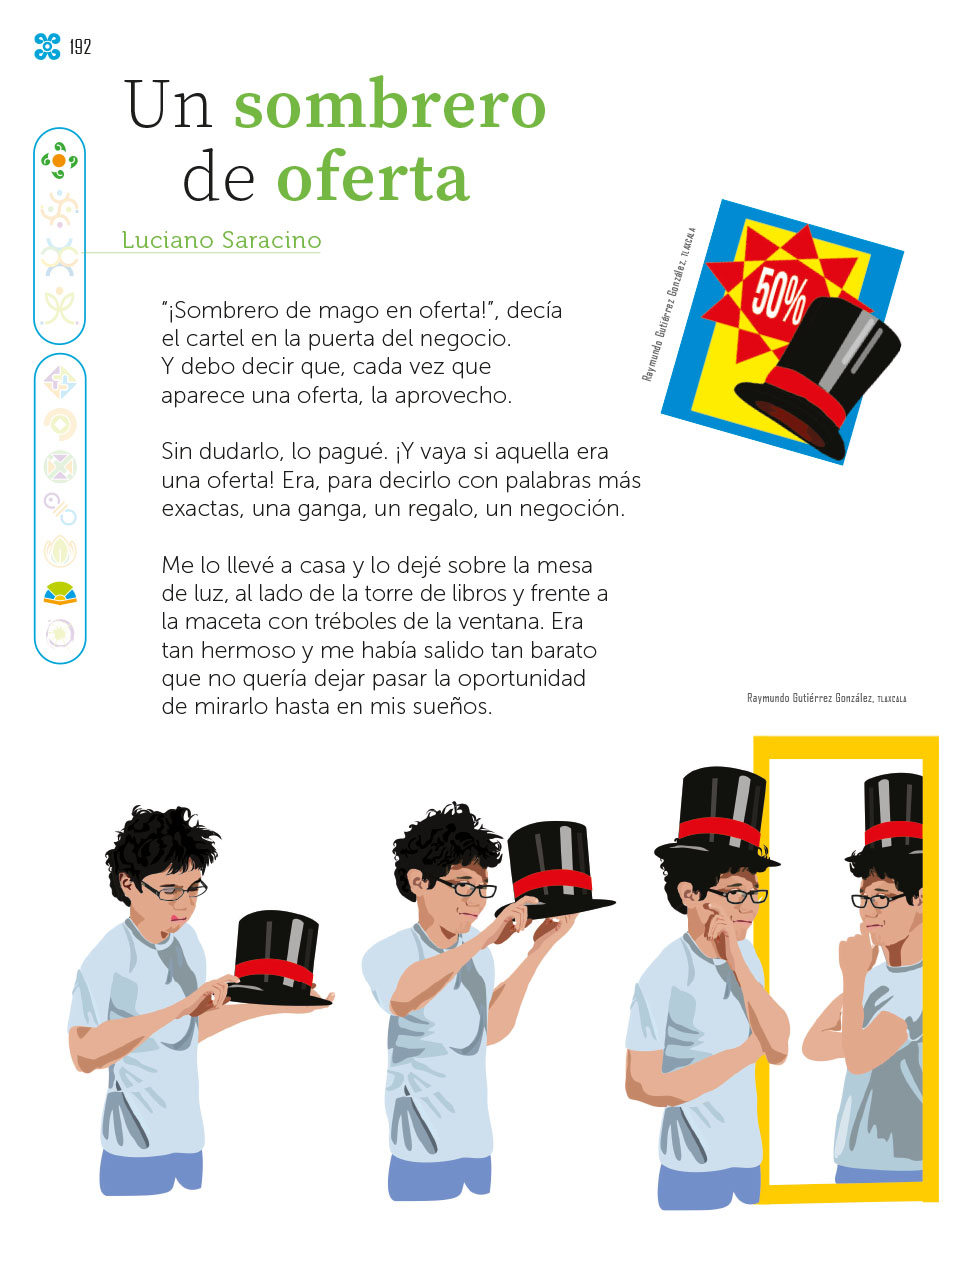 192
Un sombrero
de oferta
Luciano Saracino
“¡Sombrero de mago en oferta!”, decía
el cartel en la puerta del negocio.
Y debo decir que, cada vez que
aparece una oferta, la aprovecho.
Sin dudarlo, lo pagué. ¡Y vaya si aquella era
una oferta! Era, para decirlo con palabras más
exactas, una ganga, un regalo, un negoción.
Me lo llevé a casa y lo dejé sobre la mesa
de luz, al lado de la torre de libros y frente a
la maceta con tréboles de la ventana. Era
tan hermoso y me había salido tan barato
que no quería dejar pasar la oportunidad
de mirarlo hasta en mis sueños.
Raymundo Gutiérrez González, TLAXCALA
50%
Raymundo Gutiérrez González, TLAXCALA